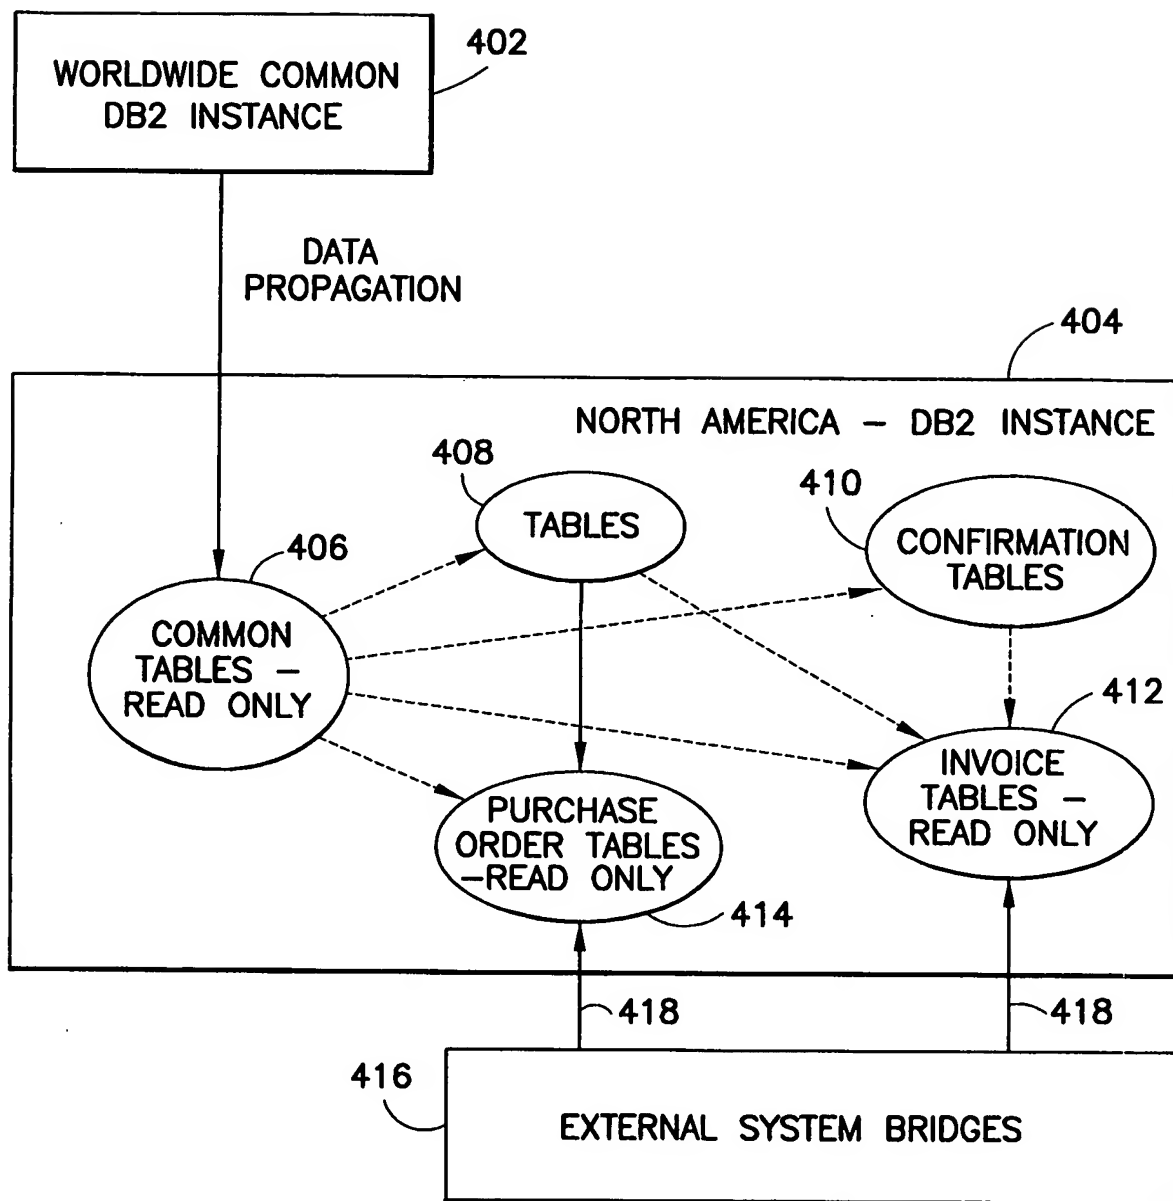 402
WORLDWIDE COMMON
DB2 INSTANCE
DATA
PROPAGATION
404
NORTH AMERICA – DB2 INSTANCE
408
TABLES
410
CONFIRMATION
TABLES
406
COMMON
TABLES –
READ ONLY
412
INVOICE
TABLES –
READ ONLY
PURCHASE
ORDER TABLES
–READ ONLY
414
418
418
416
EXTERNAL SYSTEM BRIDGES